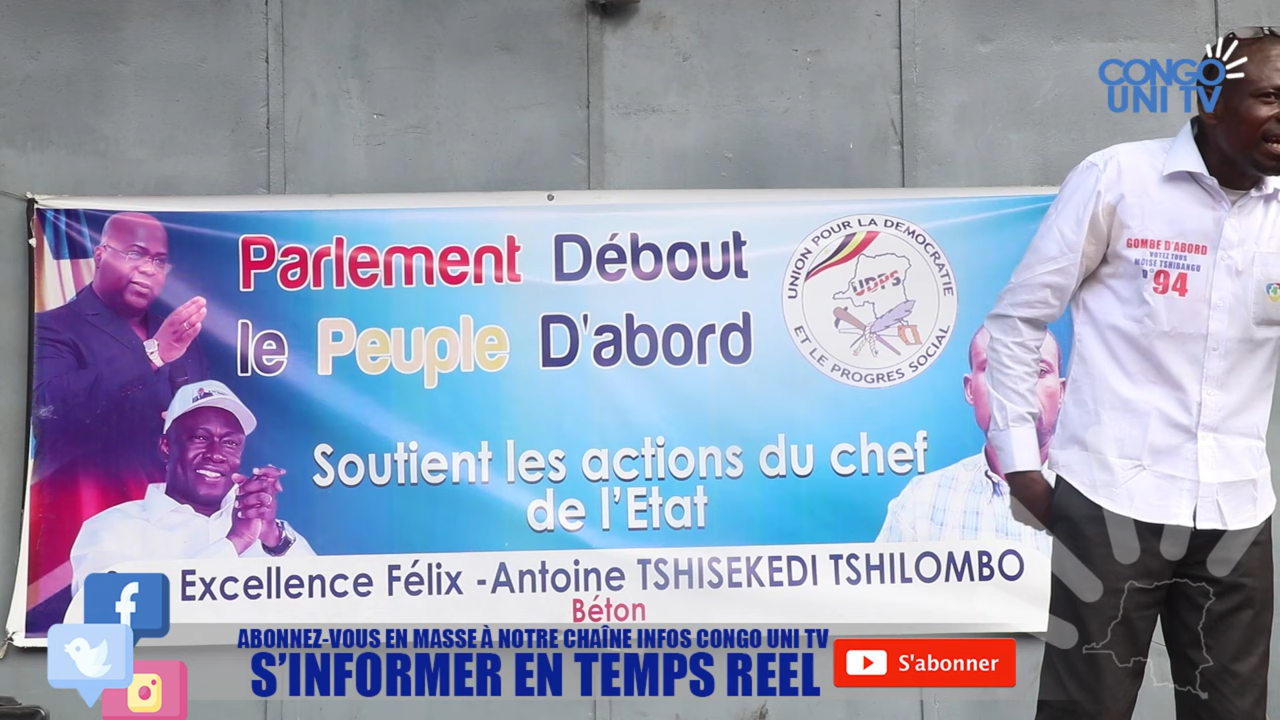 CONGO
UNI TV
Parlement Débout
le Peuple D'abord
UNION POUR LA DEMOCRATIE
ET LE PROGRES SOCIAL
UDPS
Soutient les actions du chef
de l'Etat
Excellence Félix -Antoine TSHISEKEDI TSHILOMBO
Béton
GOMBE D'ABORD
VOTEZ TOUS
MOISE TSHIBANGU
N°94
ABONNEZ-VOUS EN MASSE À NOTRE CHAÎNE INFOS CONGO UNI TV
S'INFORMER EN TEMPS REEL
S'abonner